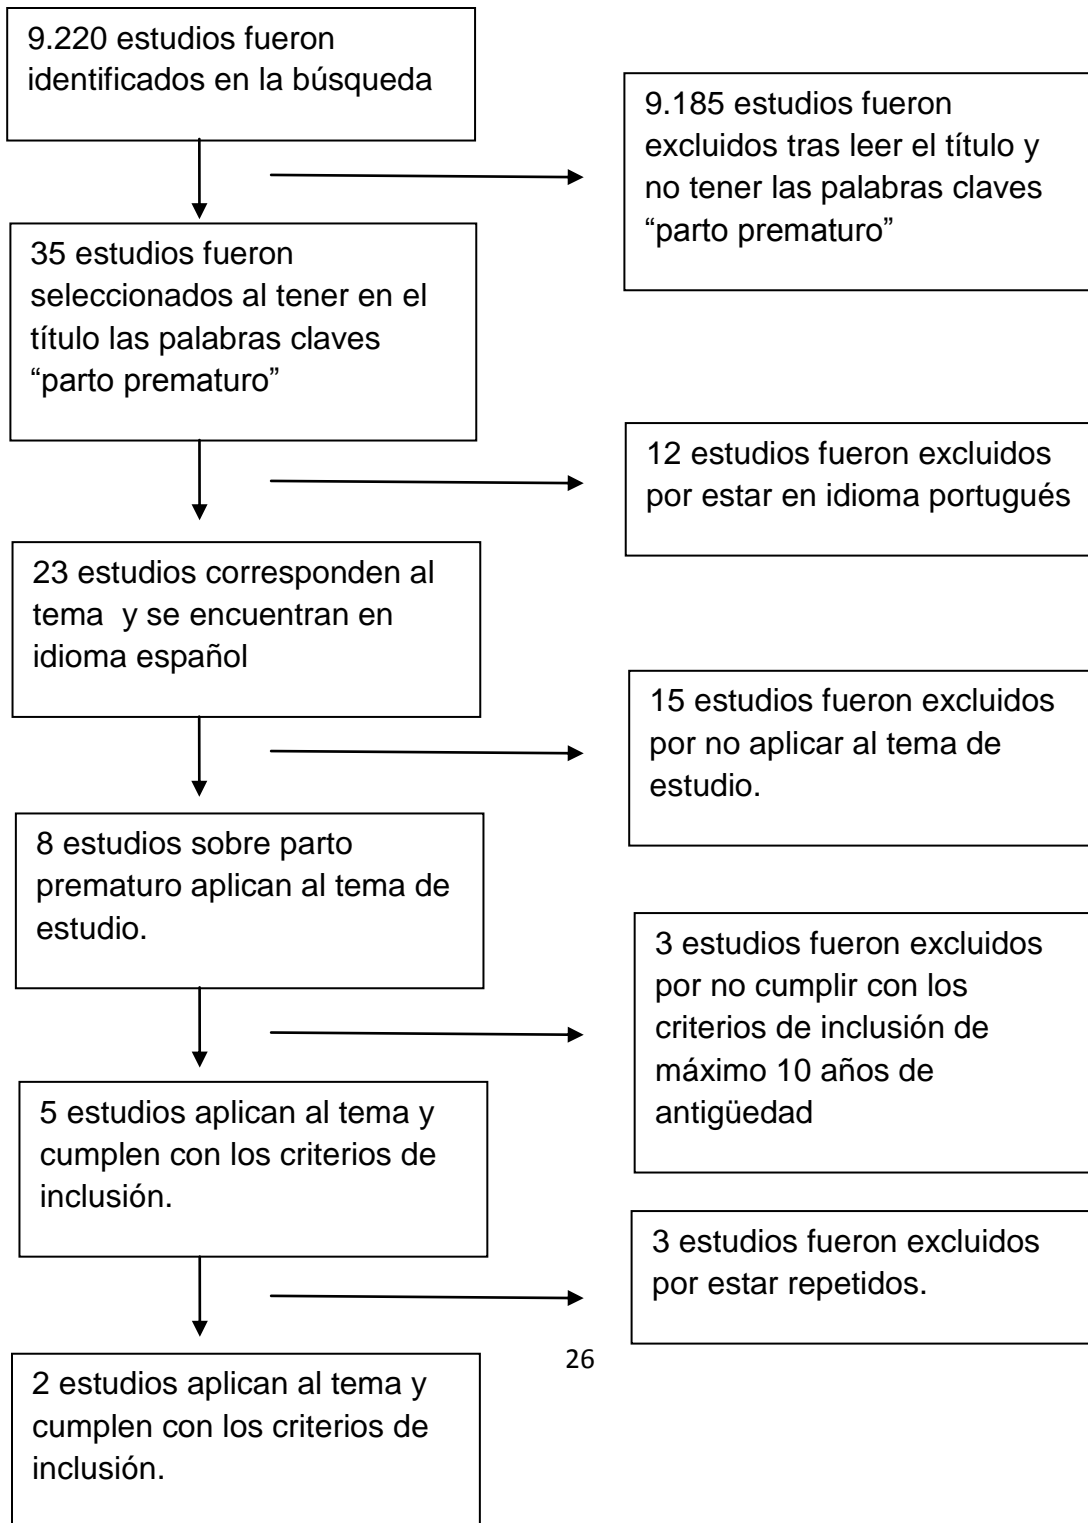 9.220 estudios fueron
identificados en la búsqueda
9.185 estudios fueron
excluidos tras leer el título y
no tener las palabras claves
“parto prematuro”
35 estudios fueron
seleccionados al tener en el
título las palabras claves
“parto prematuro”
12 estudios fueron excluidos
por estar en idioma portugués
23 estudios corresponden al
tema y se encuentran en
idioma español
15 estudios fueron excluidos
por no aplicar al tema de
estudio.
8 estudios sobre parto
prematuro aplican al tema de
estudio.
3 estudios fueron excluidos
por no cumplir con los
criterios de inclusión de
máximo 10 años de
antigüedad
5 estudios aplican al tema y
cumplen con los criterios de
inclusión.
3 estudios fueron excluidos
por estar repetidos.
2 estudios aplican al tema y
cumplen con los criterios de
inclusión.
26